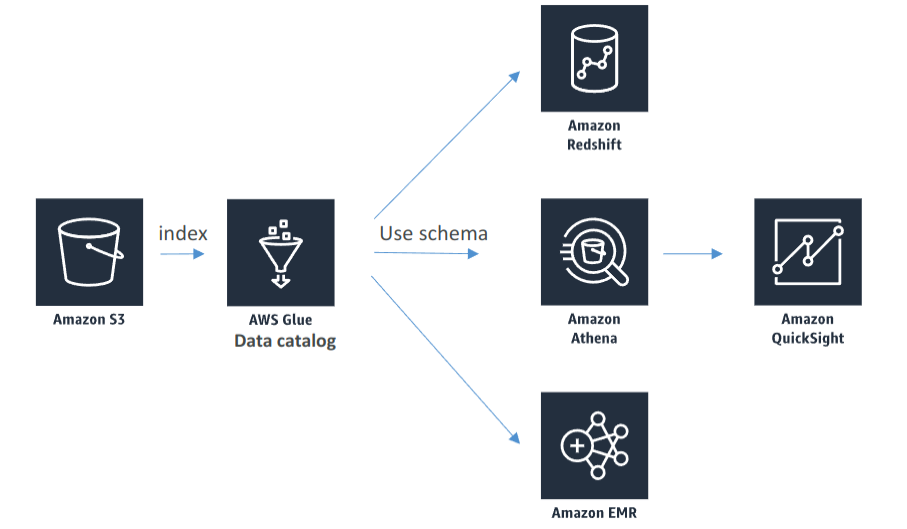 Amazon
Redshift
index
Use schema
Amazon S3
AWS Glue
Data catalog
Amazon
Athena
Amazon
QuickSight
Amazon EMR